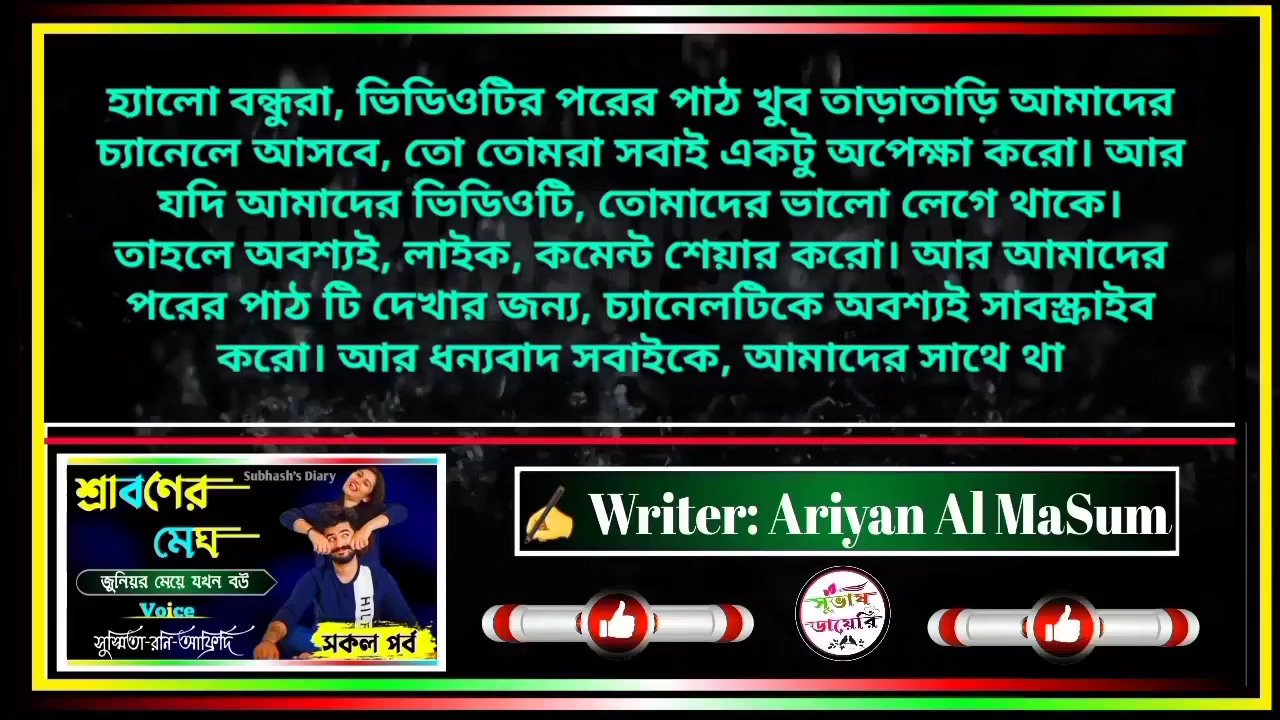 হ্যালো বন্ধুরা, ভিডিওটির পরের পাঠ খুব তাড়াতাড়ি আমাদের
চ্যানেলে আসবে, তো তোমরা সবাই একটু অপেক্ষা করো। আর
যদি আমাদের ভিডিওটি, তোমাদের ভালো লেগে থাকে।
তাহলে অবশ্যই, লাইক, কমেন্ট শেয়ার করো। আর আমাদের
পরের পাঠ টি দেখার জন্য, চ্যানেলটিকে অবশ্যই সাবস্ক্রাইব
করো। আর ধন্যবাদ সবাইকে, আমাদের সাথে থা
Subhash's Diary
শ্রাবণের
মেঘ
জুনিয়র মেয়ে যখন বউ
Voice
সুস্মিতা-রনি-আফ্রিদি
সকল পর্ব
Writer: Ariyan Al MaSum
সুভাষ
ডায়েরি